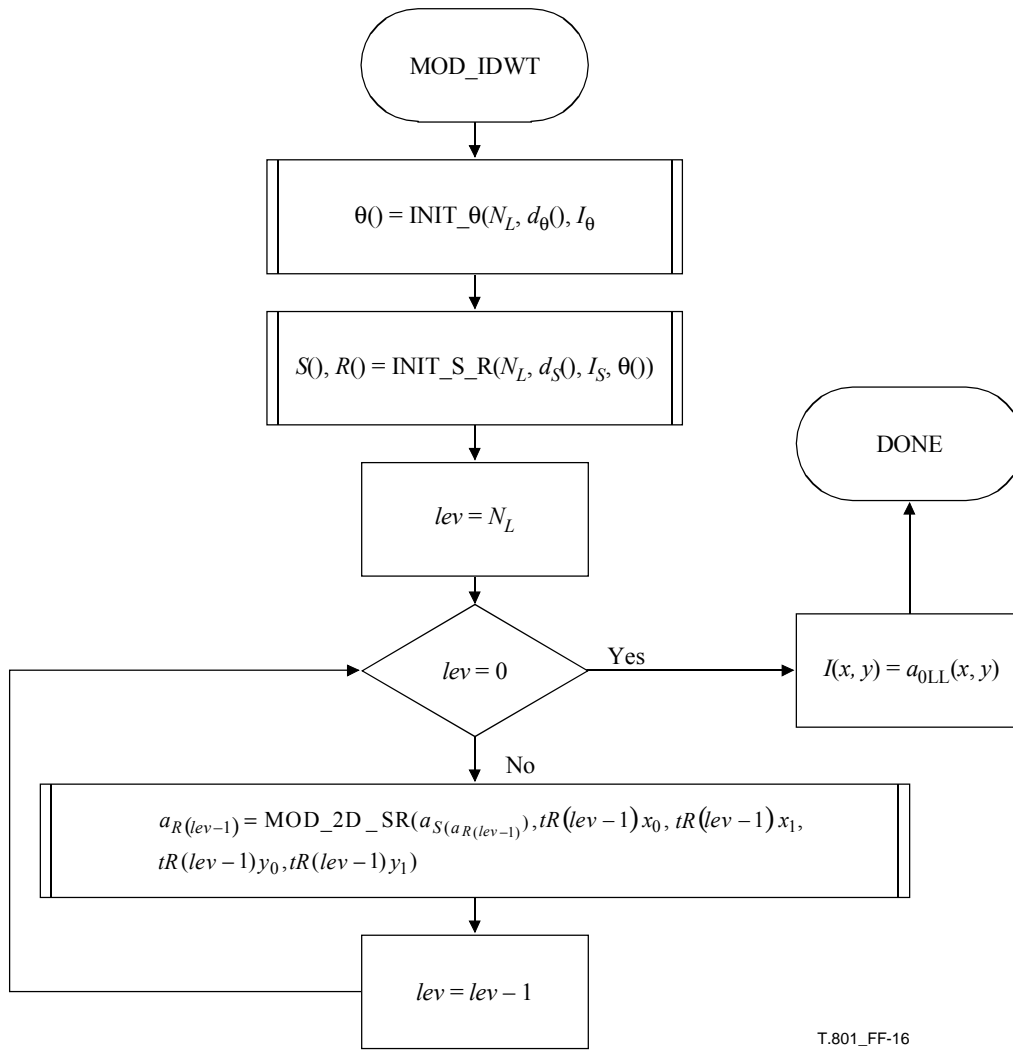 MOD_IDWT
θ() = INIT_θ(N_L, d_θ(), I_θ
S(), R() = INIT_S_R(N_L, d_S(), I_S, θ())
lev = N_L
DONE
lev = 0
Yes
I(x, y) = a_0LL(x, y)
No
a_R(lev−1) = MOD_2D_SR(a_S(a_R(lev−1)), tR(lev−1)x_0, tR(lev−1)x_1,
tR(lev−1)y_0, tR(lev−1)y_1)
lev = lev − 1
T.801_FF-16